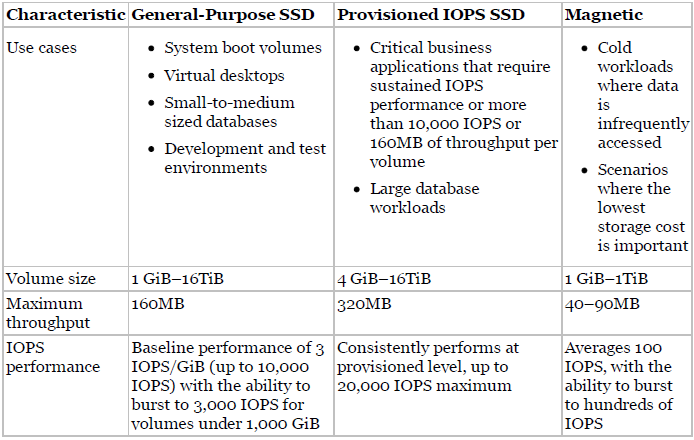 Characteristic General-Purpose SSD Provisioned IOPS SSD Magnetic
Use cases
• System boot volumes
• Virtual desktops
• Small-to-medium
sized databases
• Development and test
environments
• Critical business
applications that require
sustained IOPS
performance or more
than 10,000 IOPS or
160MB of throughput per
volume
• Large database
workloads
• Cold
workloads
where data
is
infrequently
accessed
• Scenarios
where the
lowest
storage cost
is important
Volume size 1 GiB–16TiB 4 GiB–16TiB 1 GiB–1TiB
Maximum
throughput
160MB 320MB 40–90MB
IOPS
performance
Baseline performance of 3
IOPS/GiB (up to 10,000
IOPS) with the ability to
burst to 3,000 IOPS for
volumes under 1,000 GiB
Consistently performs at
provisioned level, up to
20,000 IOPS maximum
Averages 100
IOPS, with the
ability to burst
to hundreds of
IOPS